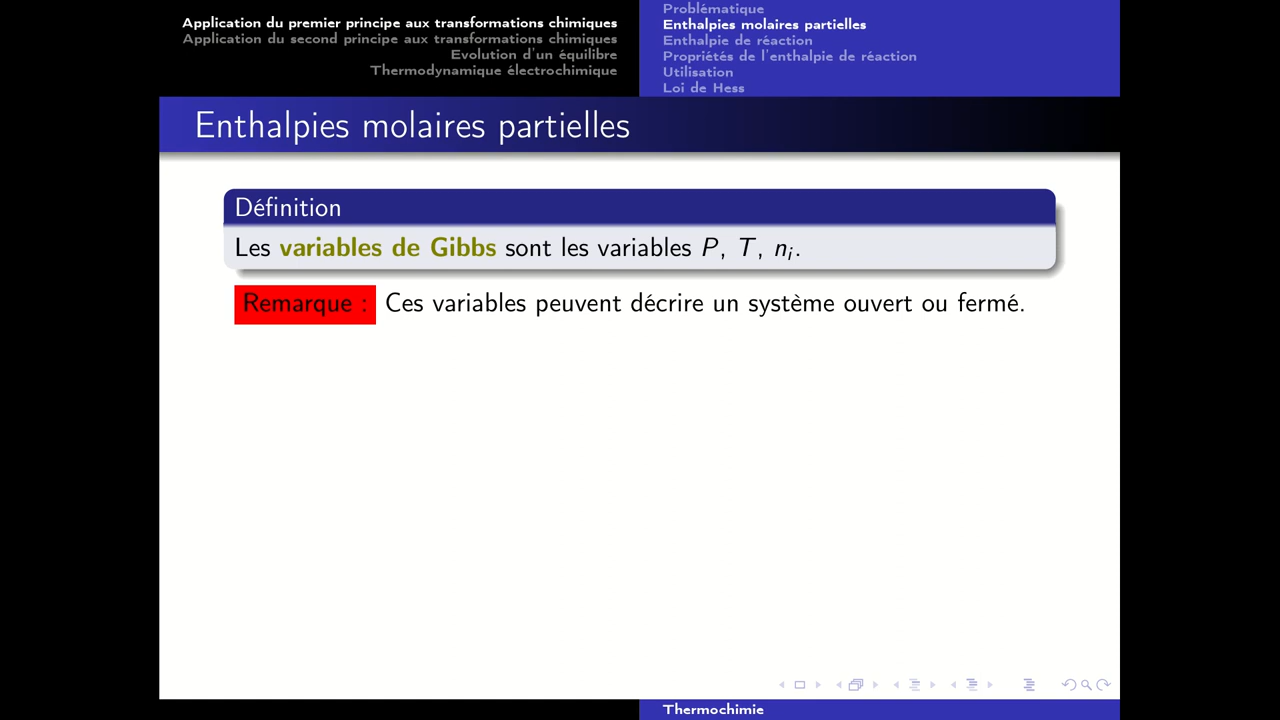 Application du premier principe aux transformations chimiques
Application du second principe aux transformations chimiques
Evolution d'un équilibre
Thermodynamique électrochimique
Problématique
Enthalpies molaires partielles
Enthalpie de réaction
Propriétés de l'enthalpie de réaction
Utilisation
Loi de Hess
Enthalpies molaires partielles
Définition
Les variables de Gibbs sont les variables P, T, nᵢ.
Remarque : Ces variables peuvent décrire un système ouvert ou fermé.
Thermochimie